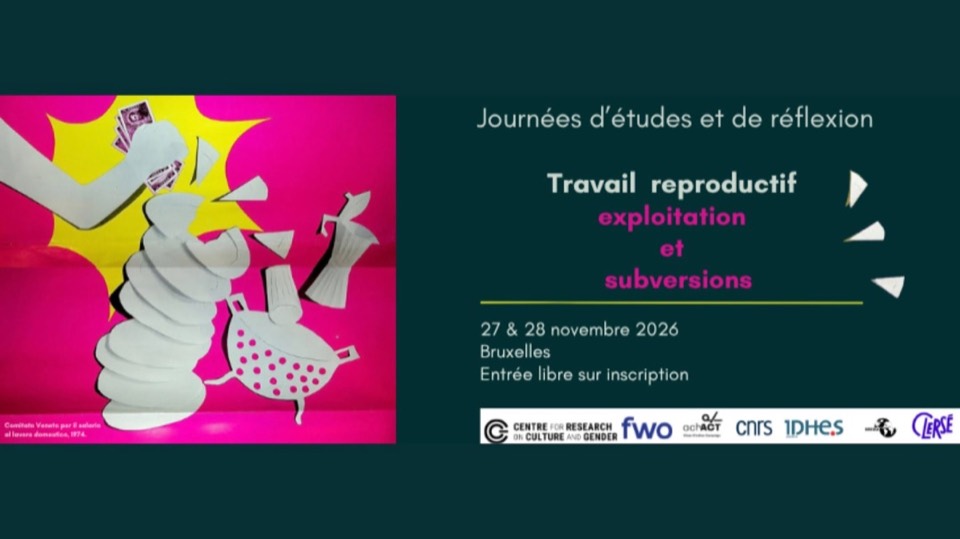 Journées d'études et de réflexion
Travail reproductif
exploitation
et
subversions
27 & 28 novembre 2026
Bruxelles
Entrée libre sur inscription
Comitato Veneto per il salario
al lavoro domestico, 1974.
CENTRE FOR RESEARCH
ON CULTURE AND GENDER
fwo
achACT
cnrs
IDHE.S
CLERSÉ